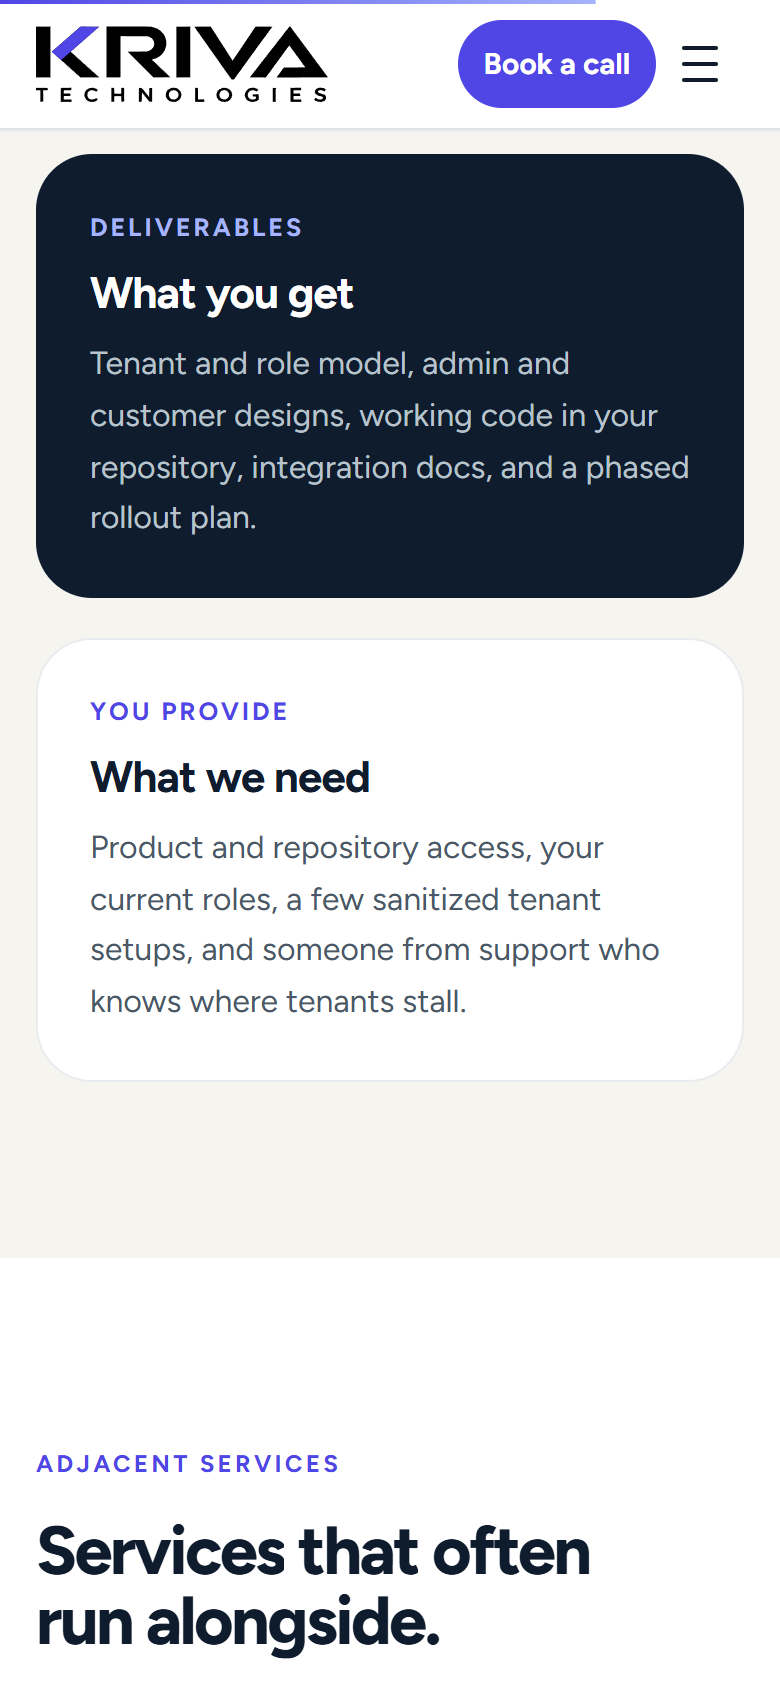 KRIVA
TECHNOLOGIES
Book a call
DELIVERABLES
What you get
Tenant and role model, admin and
customer designs, working code in your
repository, integration docs, and a phased
rollout plan.
YOU PROVIDE
What we need
Product and repository access, your
current roles, a few sanitized tenant
setups, and someone from support who
knows where tenants stall.
ADJACENT SERVICES
Services that often
run alongside.